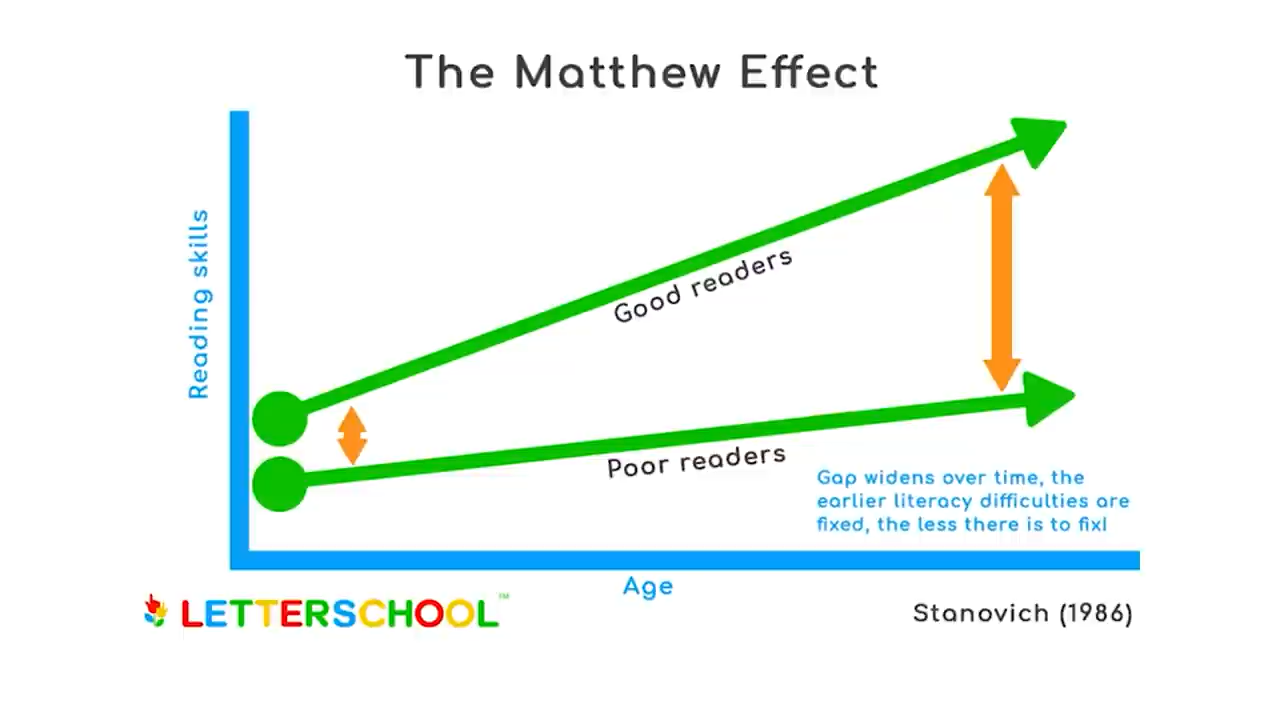 The Matthew Effect
Reading skills
Good readers
Poor readers
Gap widens over time, the
earlier literacy difficulties are
fixed, the less there is to fix!
Age
LETTERSCHOOL™
Stanovich (1986)